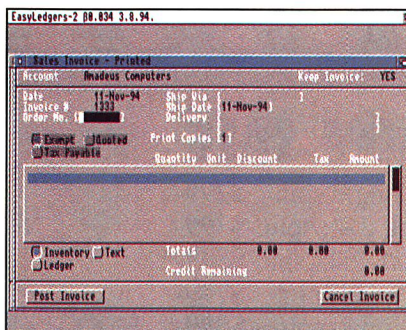 EasyLedgers-2 β0.034 3.8.94.
Sales Invoice - Printed
Account Amadeus Computers Keep Invoice: YES
Date 11-Nov-94 Ship Via [ ]
Invoice # 1333 Ship Date [11-Nov-94]
Order No. [ ] Delivery [ ]
Exempt Quoted Print Copies [1]
Tax Payable
Quantity Unit Discount Tax Amount
Inventory Text Totals 0.00 0.00 0.00
Ledger
Credit Remaining 0.00
Post Invoice Cancel Invoice